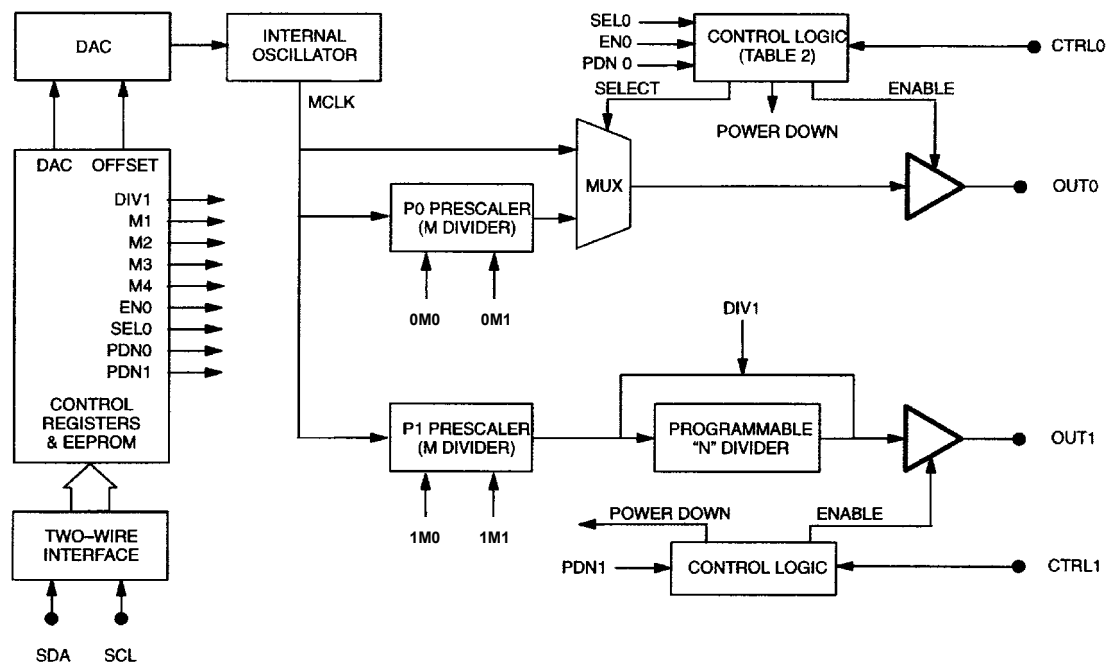 DAC
INTERNAL
OSCILLATOR
MCLK
SEL0
EN0
PDN 0
CONTROL LOGIC
(TABLE 2)
CTRL0
SELECT
POWER DOWN
ENABLE
MUX
OUT0
P0 PRESCALER
(M DIVIDER)
0M0
0M1
DAC OFFSET
DIV1
M1
M2
M3
M4
EN0
SEL0
PDN0
PDN1
CONTROL
REGISTERS
& EEPROM
TWO–WIRE
INTERFACE
SDA
SCL
DIV1
P1 PRESCALER
(M DIVIDER)
1M0
1M1
PROGRAMMABLE
“N” DIVIDER
OUT1
POWER DOWN
ENABLE
PDN1
CONTROL LOGIC
CTRL1